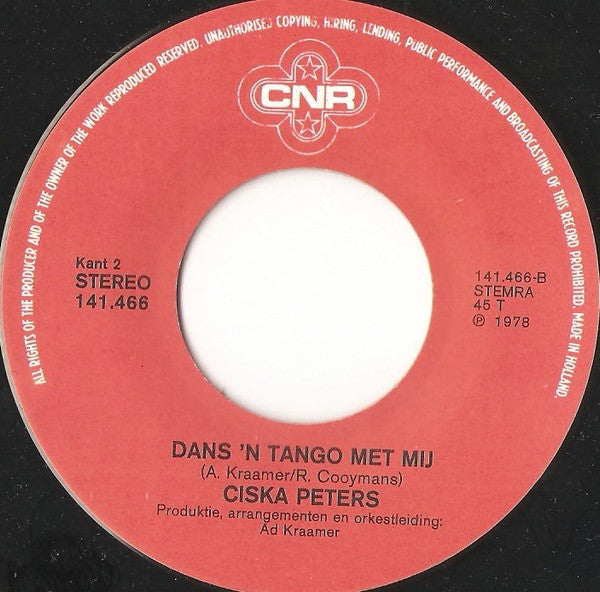 ALL RIGHTS OF THE PRODUCER AND OF THE OWNER OF THE WORK REPRODUCED RESERVED. UNAUTHORISED COPYING, HIRING, LENDING, PUBLIC PERFORMANCE AND BROADCASTING OF THIS RECORD PROHIBITED. MADE IN HOLLAND.
CNR
Kant 2
STEREO
141.466
141.466-B
STEMRA
45 T
℗ 1978
DANS 'N TANGO MET MIJ
(A. Kraamer/R. Cooymans)
CISKA PETERS
Produktie, arrangementen en orkestleiding:
Ad Kraamer